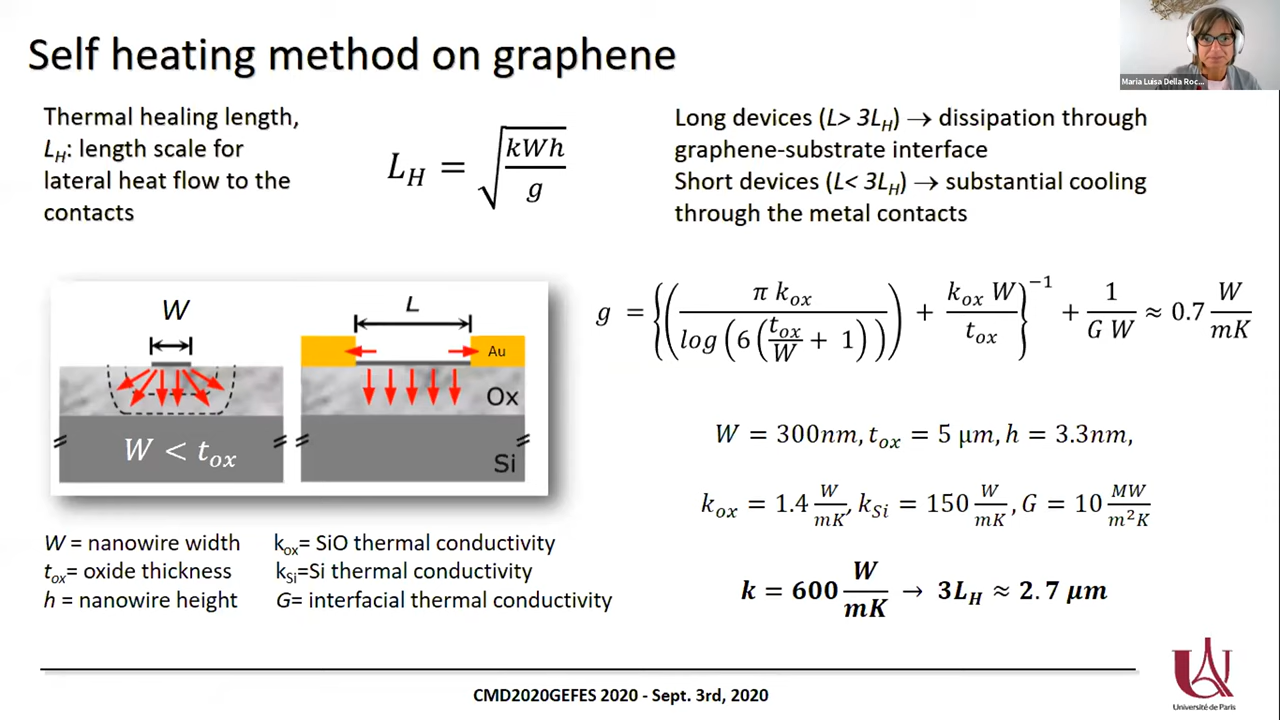 Self heating method on graphene
Maria Luisa Della Roc...
Thermal healing length,
L_H: length scale for
lateral heat flow to the
contacts
L_H = √(kWh / g)
Long devices (L> 3L_H) → dissipation through
graphene-substrate interface
Short devices (L< 3L_H) → substantial cooling
through the metal contacts
W
W < t_ox
L
Au
Ox
Si
g = {(π k_ox / log(6(t_ox/W + 1))) + k_ox W / t_ox}^−1 + 1 / (G W) ≈ 0.7 W/mK
W = 300nm, t_ox = 5 μm, h = 3.3nm,
k_ox = 1.4 W/mK, k_Si = 150 W/mK, G = 10 MW/m²K
k = 600 W/mK → 3L_H ≈ 2.7 μm
W = nanowire width
t_ox= oxide thickness
h = nanowire height
k_ox= SiO thermal conductivity
k_Si=Si thermal conductivity
G= interfacial thermal conductivity
CMD2020GEFES 2020 - Sept. 3rd, 2020
Université de Paris